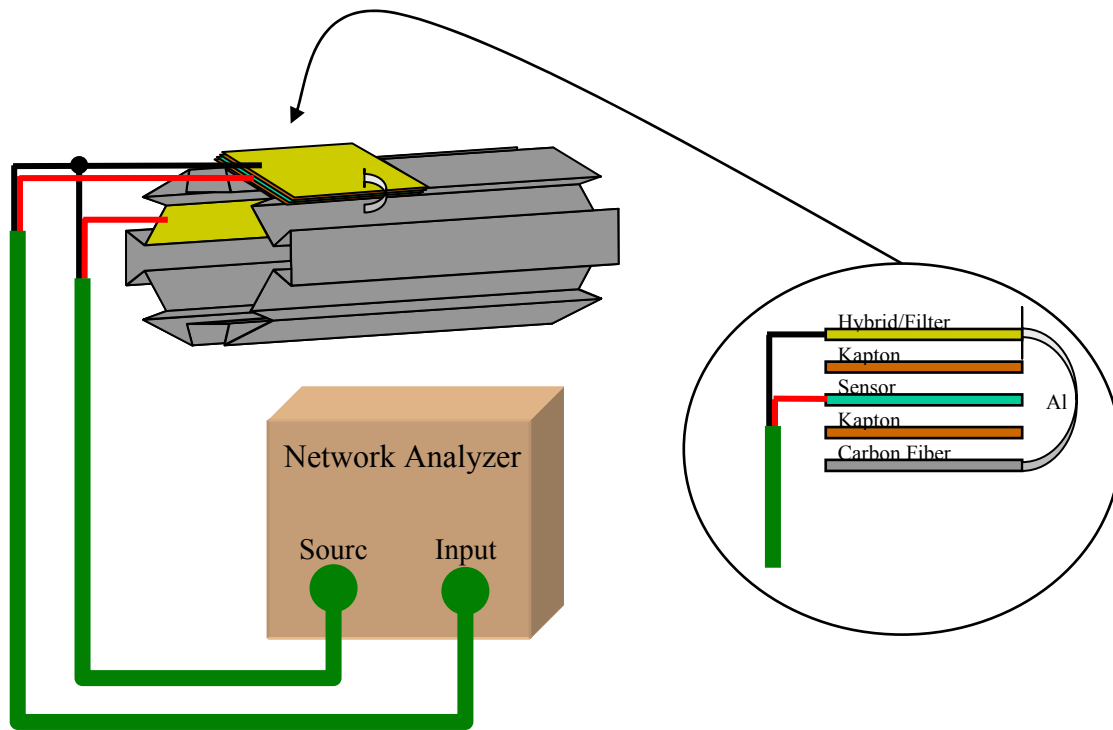 Hybrid/Filter
Kapton
Sensor
Al
Kapton
Carbon Fiber
Network Analyzer
Sourc Input